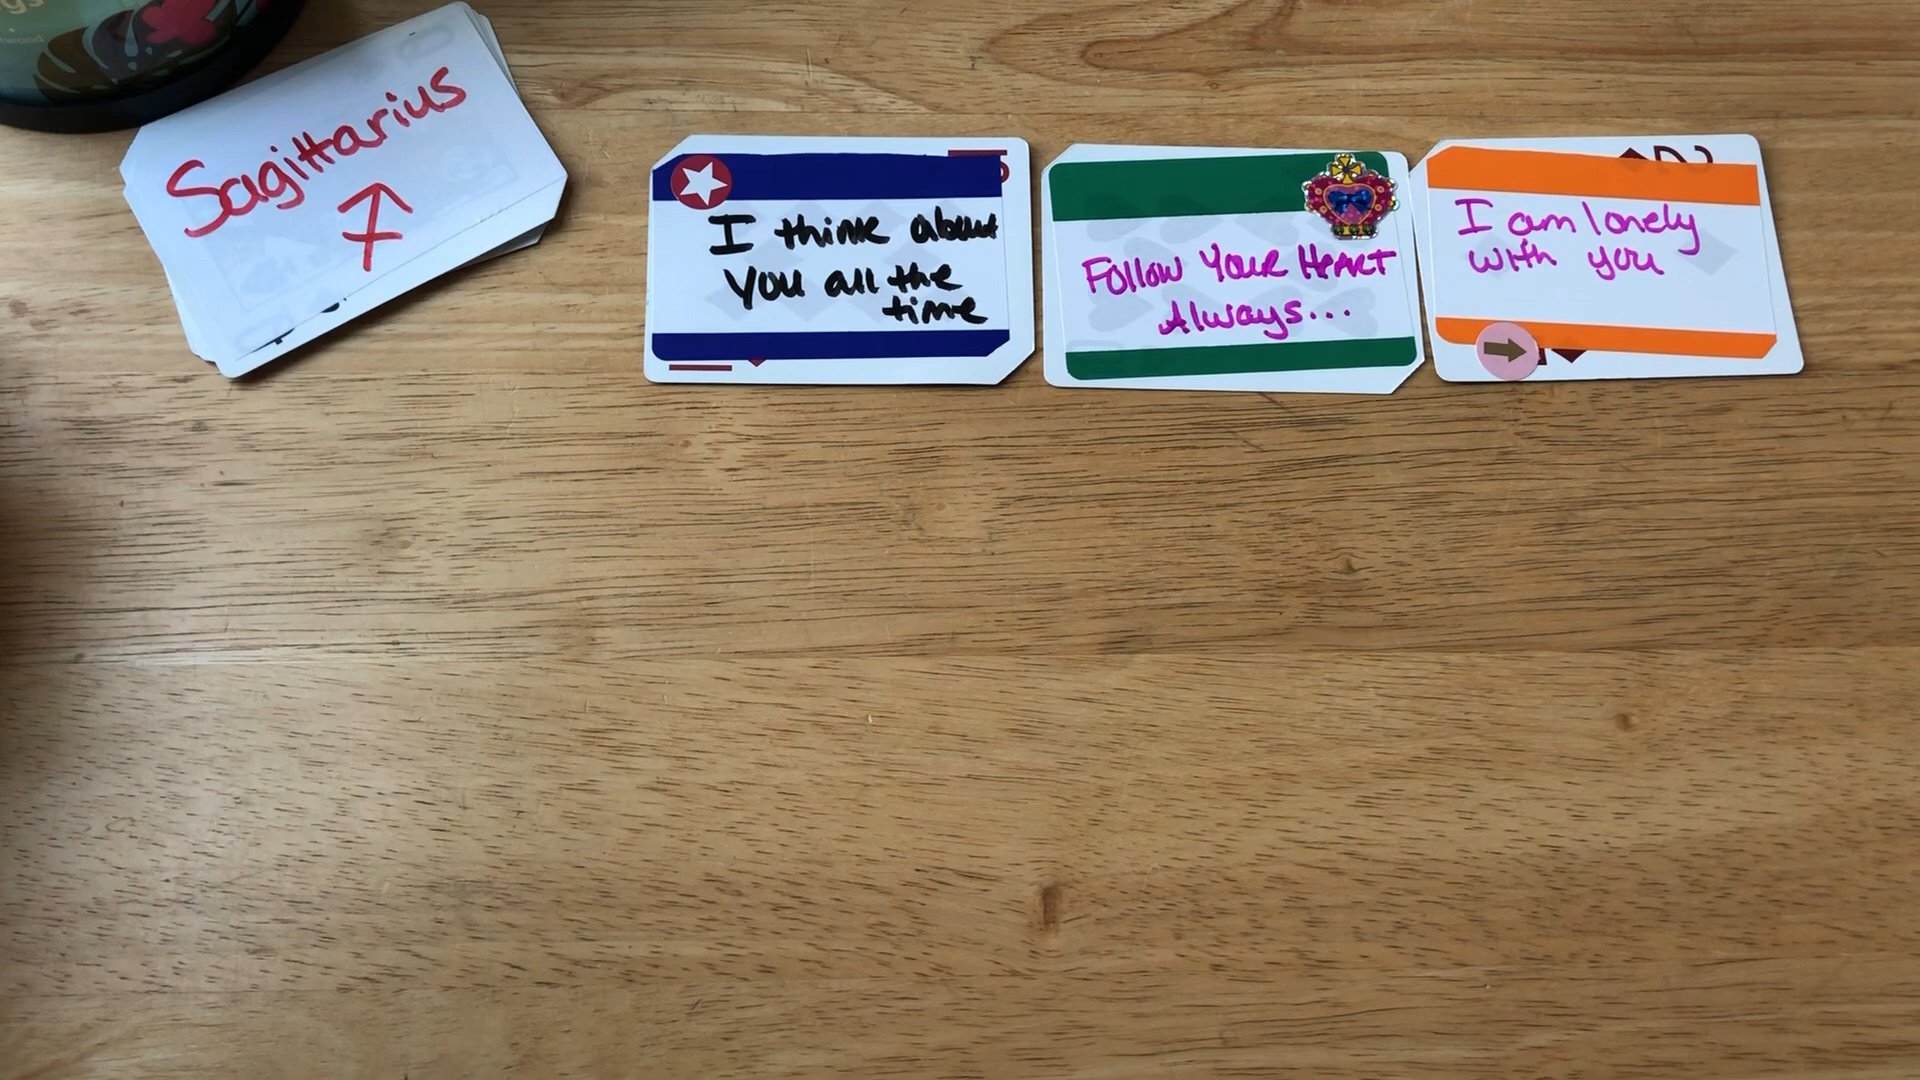 Sagittarius
I think about
you all the
time
Follow Your Heart
Always...
I am lonely
with you